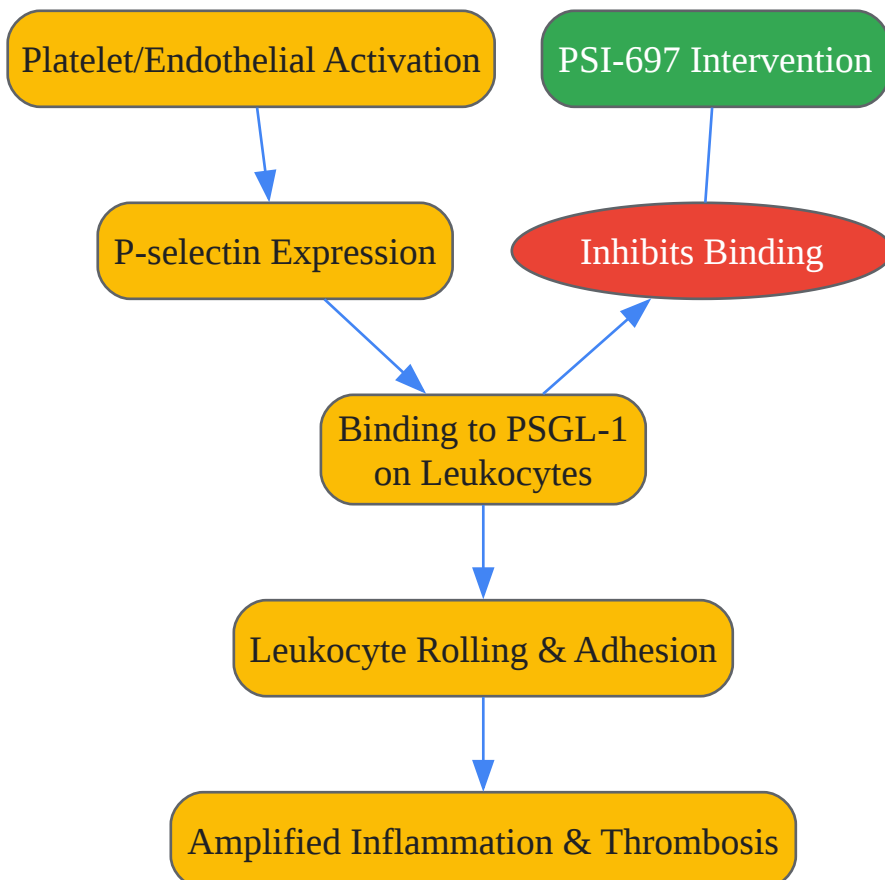 Platelet/Endothelial Activation
PSI-697 Intervention
P-selectin Expression
Inhibits Binding
Binding to PSGL-1
on Leukocytes
Leukocyte Rolling & Adhesion
Amplified Inflammation & Thrombosis